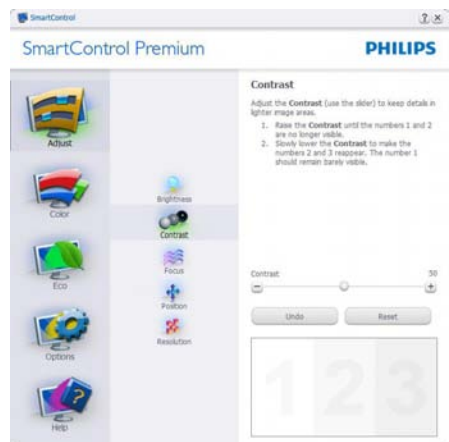 SmartControl
SmartControl Premium
PHILIPS
Adjust
Color
Eco
Options
Help
Brightness
Contrast
Focus
Position
Resolution
Contrast
Adjust the Contrast (use the slider) to keep details in
lighter image areas.
1. Raise the Contrast until the numbers 1 and 2
are no longer visible.
2. Slowly lower the Contrast to make the
numbers 2 and 3 reappear. The number 1
should remain barely visible.
Contrast 50
Undo Reset
1 2 3